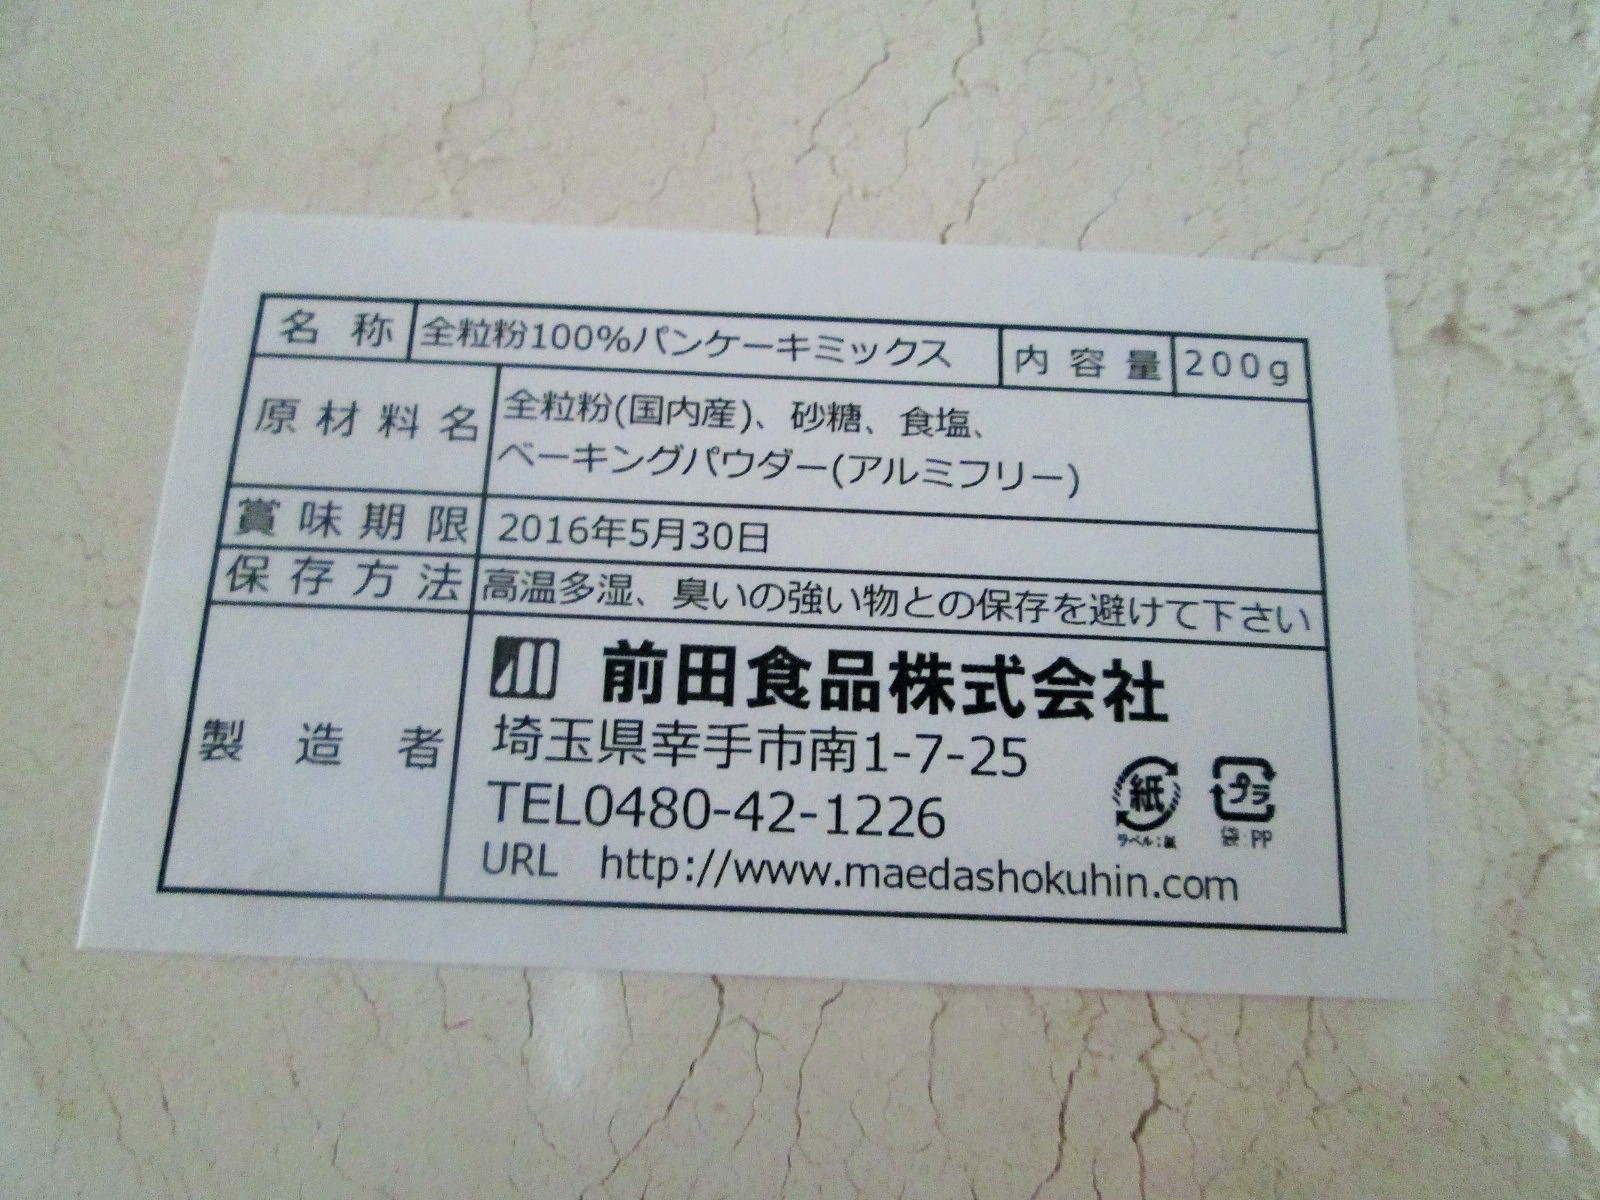 名称 全粒粉100%パンケーキミックス 内容量 200g
原材料名 全粒粉(国内産)、砂糖、食塩、
ベーキングパウダー(アルミフリー)
賞味期限 2016年5月30日
保存方法 高温多湿、臭いの強い物との保存を避けて下さい
製造者 前田食品株式会社
埼玉県幸手市南1-7-25
TEL0480-42-1226
紙 プラ
ラベル:紙 袋:PP
URL http://www.maedashokuhin.com